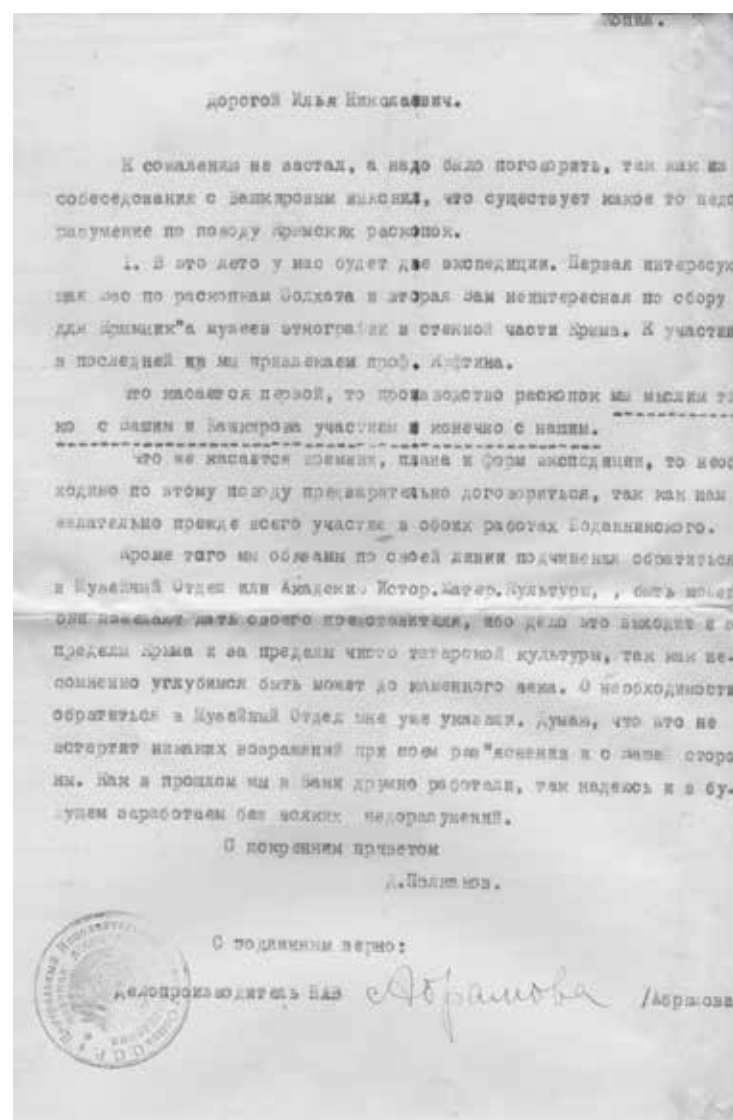 Копия.
Дорогой Илья Николаевич.
К сожалению не застал, а надо было поговорить, так как из
собеседования с Башкировым выяснил, что существует какое то недо
разумение по поводу Крымских раскопок.
1. В это лето у нас будет две экспедиции. Первая интересую
щая Вас по раскопкам Солхата и вторая Вам неинтересная по сбору
для Крымник"а музеев этнографии в степной части Крыма. К участию
в последней мы привлекаем проф. Куфтина.
Что касается первой, то производство раскопок мы мыслим т
ко с Вашим и Башкирова участием и конечно с нашим.
Что же касается времени, плана и форм экспедиции, то необ
ходимо по этому поводу предварительно договориться, так как нам
желательно прежде всего участие в обоих работах Боданинского.
Кроме того мы обязаны по своей линии подчинения обратиться
в Музейный Отдел или Академию Истор.Матер.Культуры, , быть может
они пожелают дать своего представителя, ибо дело это выходит и з
пределы Крыма и за пределы чисто татарской культуры, так как не-
сомненно углубимся быть может до каменного века. О необходимости
обратиться в Музейный Отдел мне уже указали. Думаю, что это не
встертит никаких возражений при моем раз"яснения и с вашей сторо
ны. Как в прошлом мы с Вами дружно работали, так надеюсь и в бу-
дущем заработаем без всяких недоразумений.
С искренним приветом
А.Полканов.
С подлинным верно:
Делопроизводитель НАВ Абрамова /Абрамова